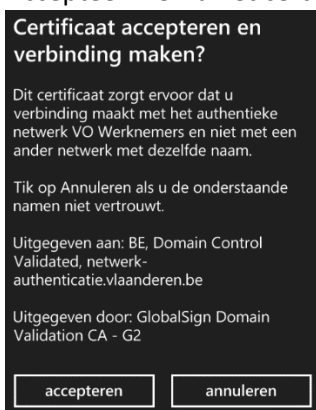 Certificaat accepteren en
verbinding maken?
Dit certificaat zorgt ervoor dat u
verbinding maakt met het authentieke
netwerk VO Werknemers en niet met een
ander netwerk met dezelfde naam.
Tik op Annuleren als u de onderstaande
namen niet vertrouwt.
Uitgegeven aan: BE, Domain Control
Validated, netwerk-
authenticatie.vlaanderen.be
Uitgegeven door: GlobalSign Domain
Validation CA - G2
accepteren annuleren